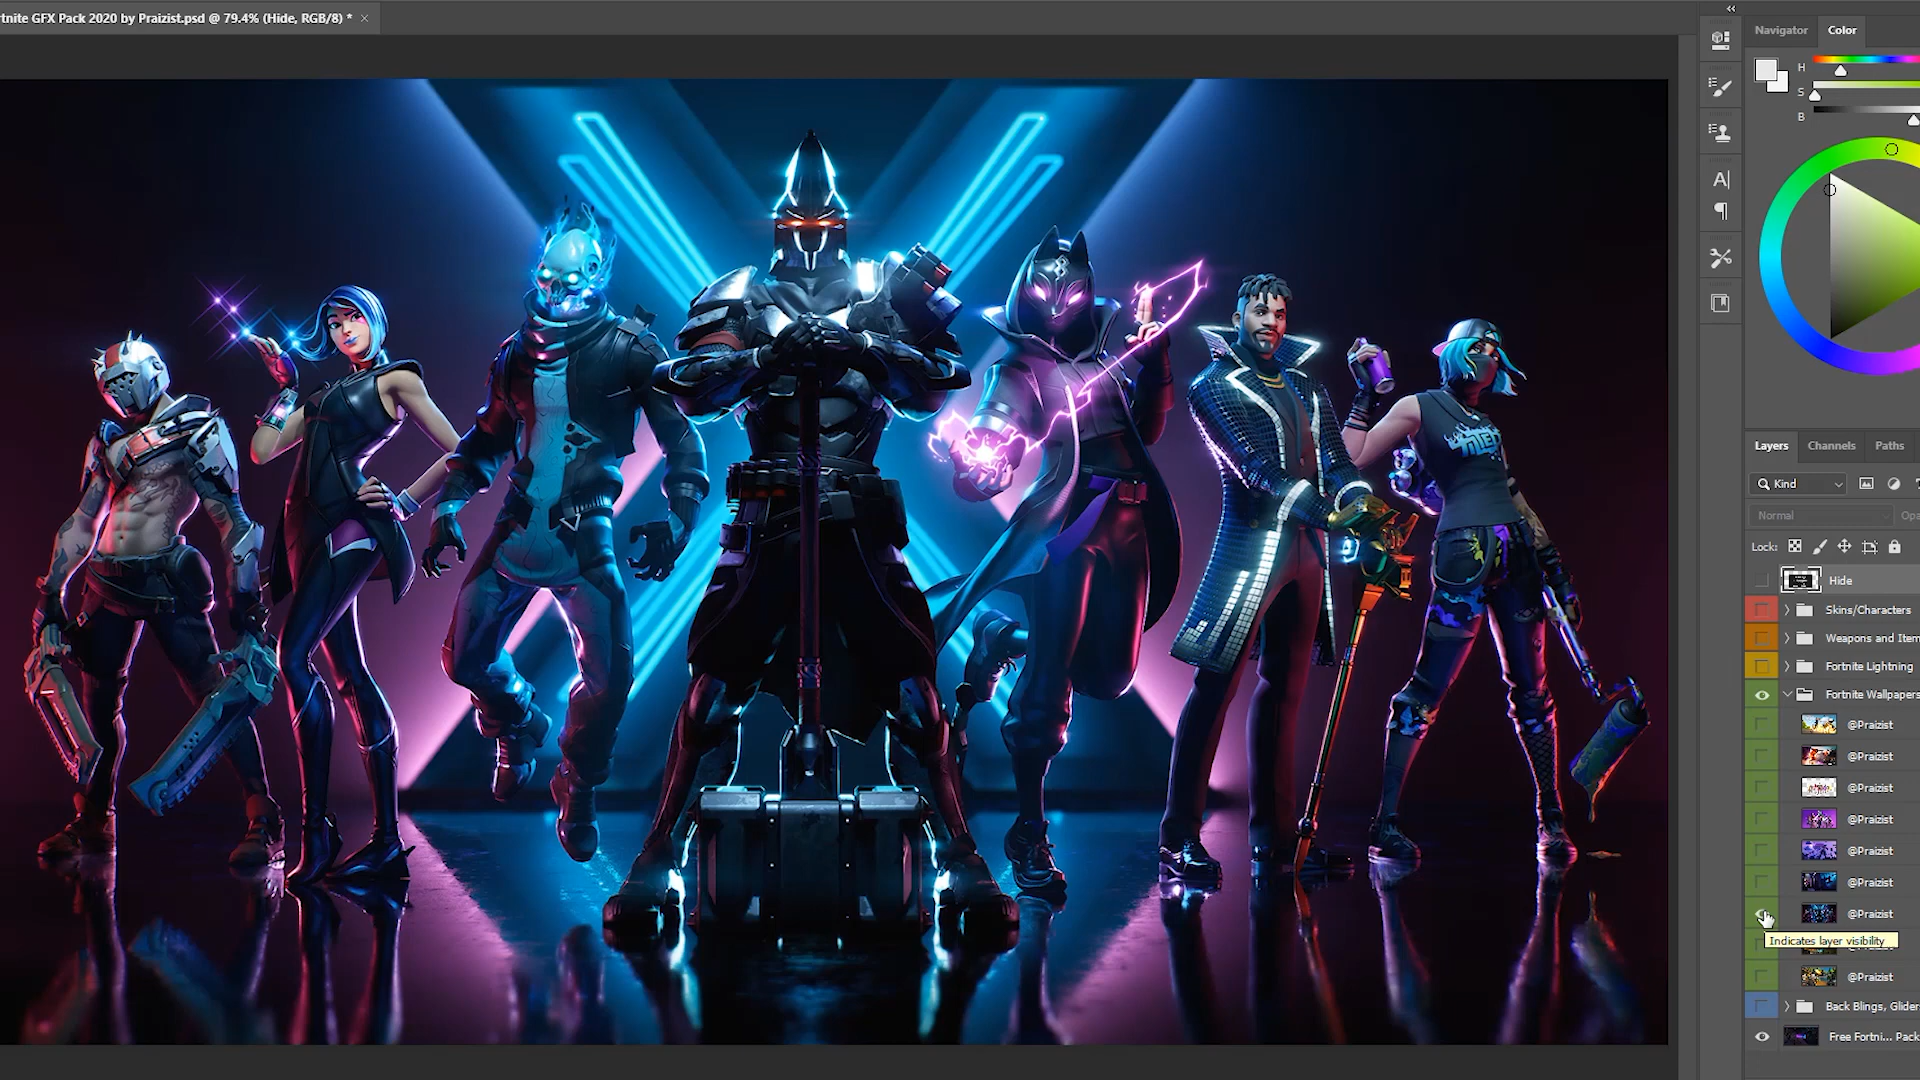 tnite GFX Pack 2020 by Praizist.psd @ 79.4% (Hide, RGB/8) * ×
Navigator
Color
H
S
B
Layers
Channels
Paths
Kind
Normal
Opa
Lock:
Hide
Skins/Characters
Weapons and Item
Fortnite Lightning
Fortnite Wallpapers
@Praizist
@Praizist
@Praizist
@Praizist
@Praizist
@Praizist
@Praizist
Indicates layer visibility
@Praizist
Back Blings, Glider
Free Fortni... Pack